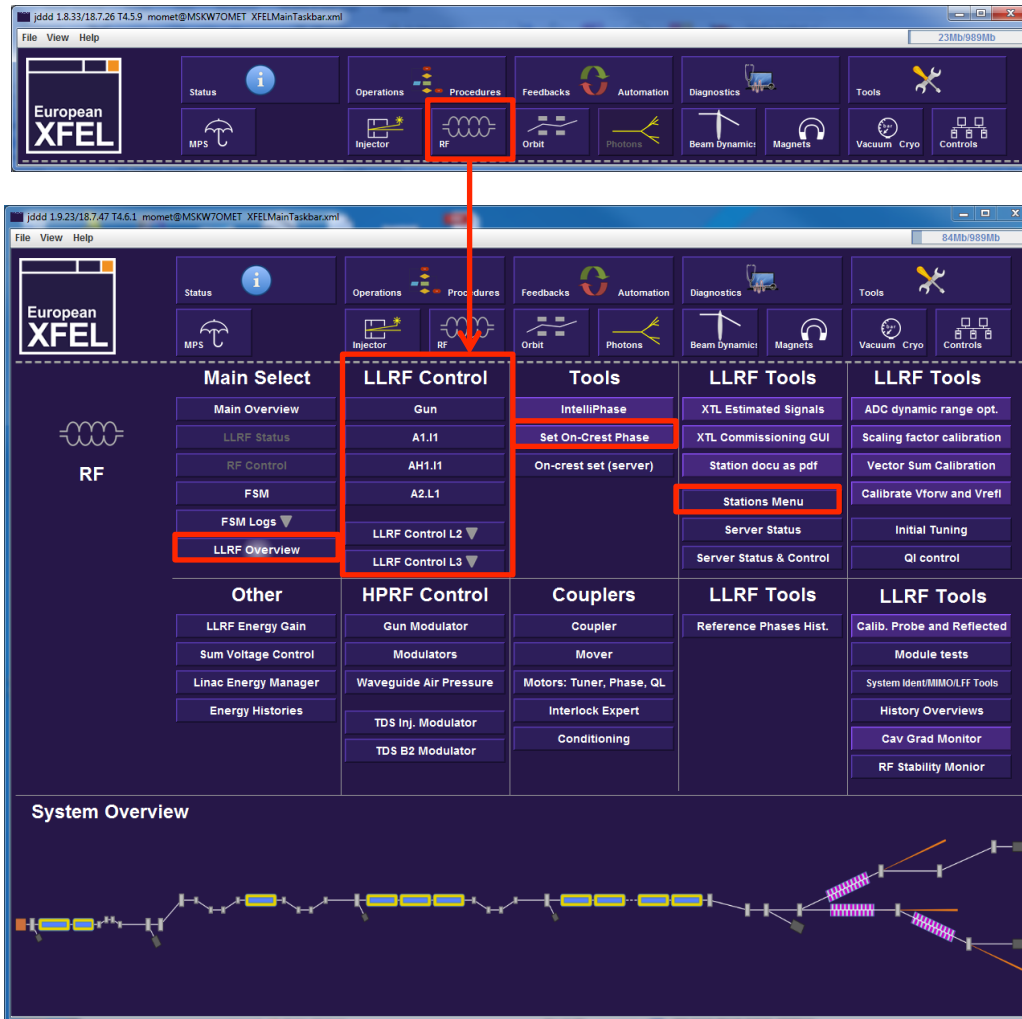 jddd 1.8.33/18.7.26 T4.5.9 momet@MSKW7OMET XFELMainTaskbar.xml
File View Help
23Mb/989Mb
European
XFEL
Status
Operations Procedures
Feedbacks Automation
Diagnostics
Tools
MPS
Injector
RF
Orbit
Photons
Beam Dynamics
Magnets
bar
Vacuum Cryo
Controls
jddd 1.9.23/18.7.47 T4.6.1 momet@MSKW7OMET XFELMainTaskbar.xml
File View Help
84Mb/989Mb
European
XFEL
Status
Operations Procedures
Feedbacks Automation
Diagnostics
Tools
MPS
Injector
RF
Orbit
Photons
Beam Dynamics
Magnets
bar
Vacuum Cryo
Controls
RF
Main Select
Main Overview
LLRF Status
RF Control
FSM
FSM Logs
LLRF Overview
LLRF Control
Gun
A1.I1
AH1.I1
A2.L1
LLRF Control L2
LLRF Control L3
Tools
IntelliPhase
Set On-Crest Phase
On-crest set (server)
LLRF Tools
XTL Estimated Signals
XTL Commissioning GUI
Station docu as pdf
Stations Menu
Server Status
Server Status & Control
LLRF Tools
ADC dynamic range opt.
Scaling factor calibration
Vector Sum Calibration
Calibrate Vforw and Vrefl
Initial Tuning
Ql control
Other
LLRF Energy Gain
Sum Voltage Control
Linac Energy Manager
Energy Histories
HPRF Control
Gun Modulator
Modulators
Waveguide Air Pressure
TDS Inj. Modulator
TDS B2 Modulator
Couplers
Coupler
Mover
Motors: Tuner, Phase, QL
Interlock Expert
Conditioning
LLRF Tools
Reference Phases Hist.
LLRF Tools
Calib. Probe and Reflected
Module tests
System Ident/MIMO/LFF Tools
History Overviews
Cav Grad Monitor
RF Stability Monior
System Overview